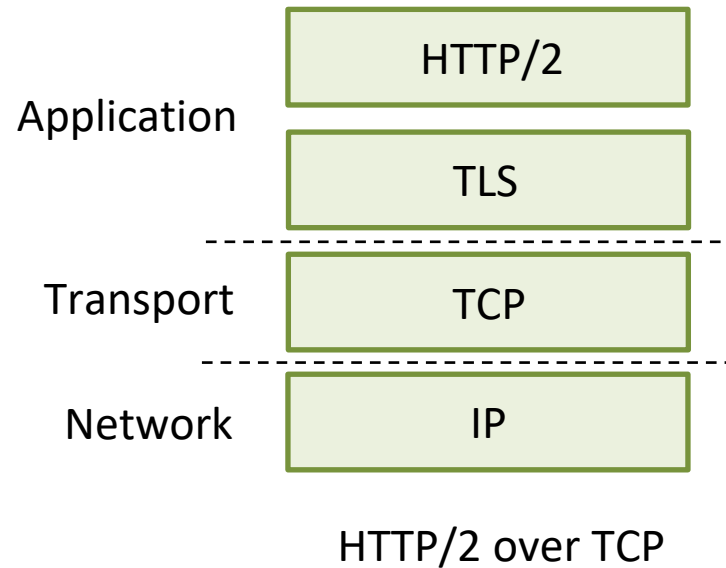 HTTP/2
Application
TLS
Transport
TCP
Network
IP
HTTP/2 over TCP